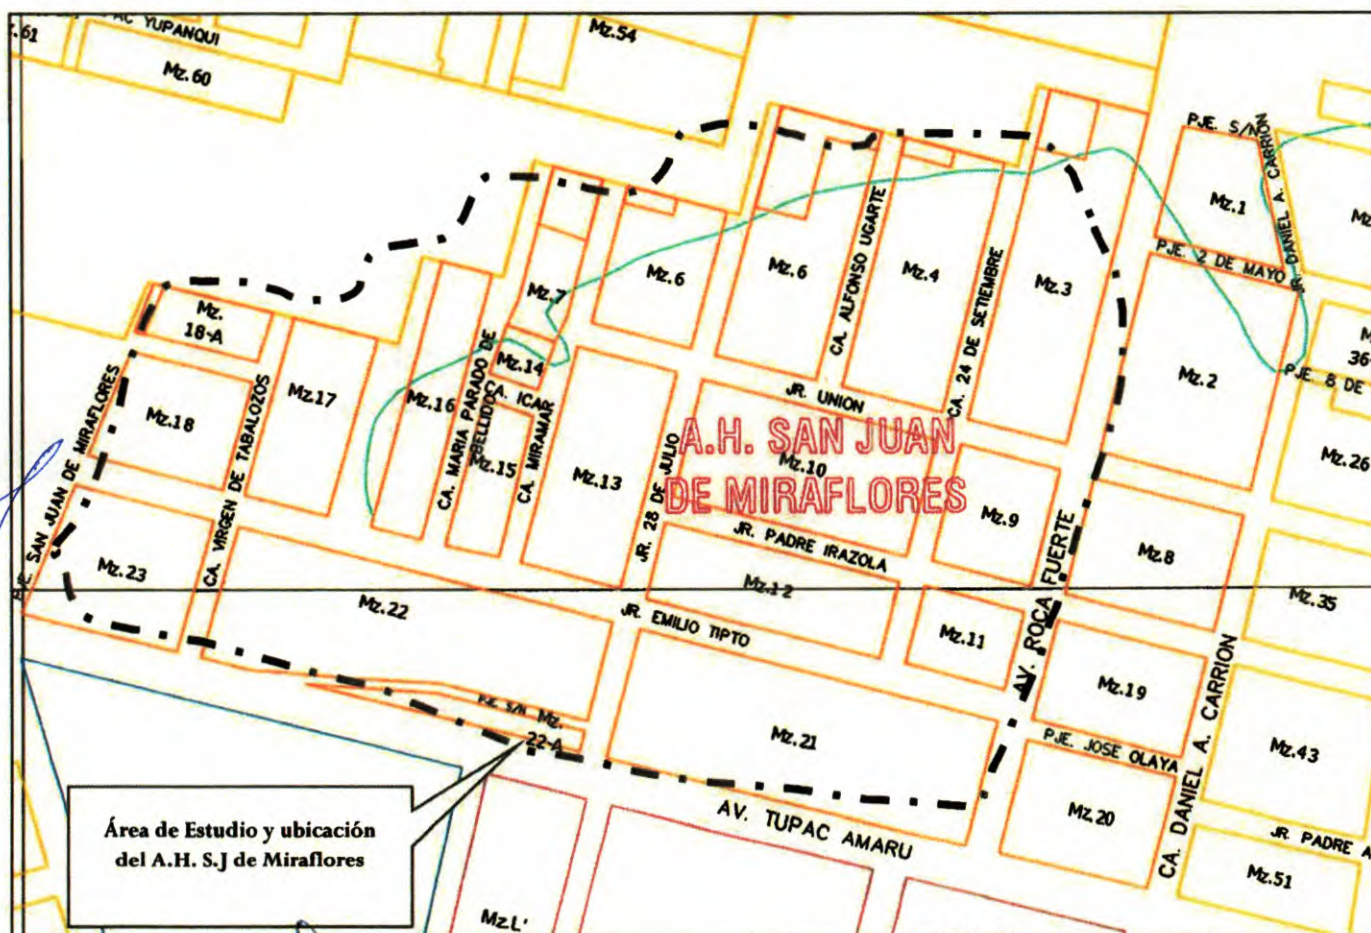 .61
AC YUPANQUI
Mz.60
Mz.54
PJE. S/N
JR. DANIEL A. CARRION
Mz.1
Mz
PJE. 2 DE MAYO
Mz.
18-A
Mz.7
Mz.6
Mz.6
CA. ALFONSO UGARTE
Mz.4
CA. 24 DE SETIEMBRE
Mz.3
Mz.2
36-
PJE. 8 DE
PJE. SAN JUAN DE MIRAFLORES
Mz.18
CA. VIRGEN DE TABALOZOS
Mz.17
Mz.16
CA. MARIA PARADO DE
BELLIDO
Mz.14
CA. ICAR
Mz.15
CA. MIRAMAR
Mz.13
JR. 28 DE JULIO
JR. UNION
A.H. SAN JUAN
DE MIRAFLORES
Mz.10
Mz.9
Mz.26
JR. PADRE IRAZOLA
AV. ROCA FUERTE
Mz.8
Mz.23
Mz.22
Mz.12
Mz.35
JR. EMILIO TIPTO
Mz.11
Mz.19
CA. DANIEL A. CARRION
PJE. S/N
Mz.
22-A
Mz.21
PJE. JOSE OLAYA
Mz.43
Mz.20
AV. TUPAC AMARU
JR. PADRE A
Mz.51
Área de Estudio y ubicación
del A.H. S.J de Miraflores
Mz.L'